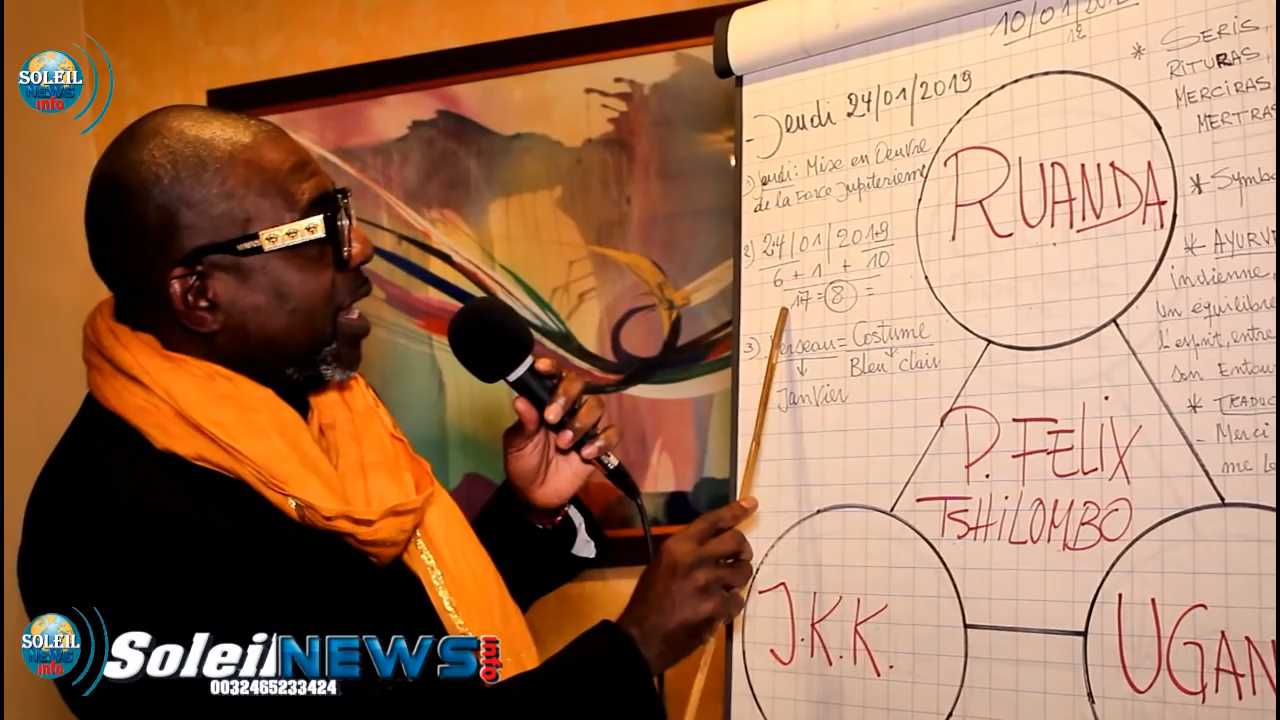 SOLEIL
NEWS
info
10/01/2012
12
- Jeudi 24/01/2019
1) Jeudi: Mise en Oeuvre
de la Force Jupiterienne
2) 24/01/2019
6 + 1 + 10
17 = 8 =
3) Verseau = Costume
Bleu clair
Janvier
RUANDA
* SERIS,
RITURAS,
MERCIRAS
MERTRAS
* Symbo
* AYURV
indienne,
un équilibre
l'esprit, entre
son Entou
* TRADUC
- Merci
me
P. FELIX
TSHiLOMBO
J.K.K.
UGAN
SOLEIL
NEWS
info
SoleilNEWS info
0032465233424